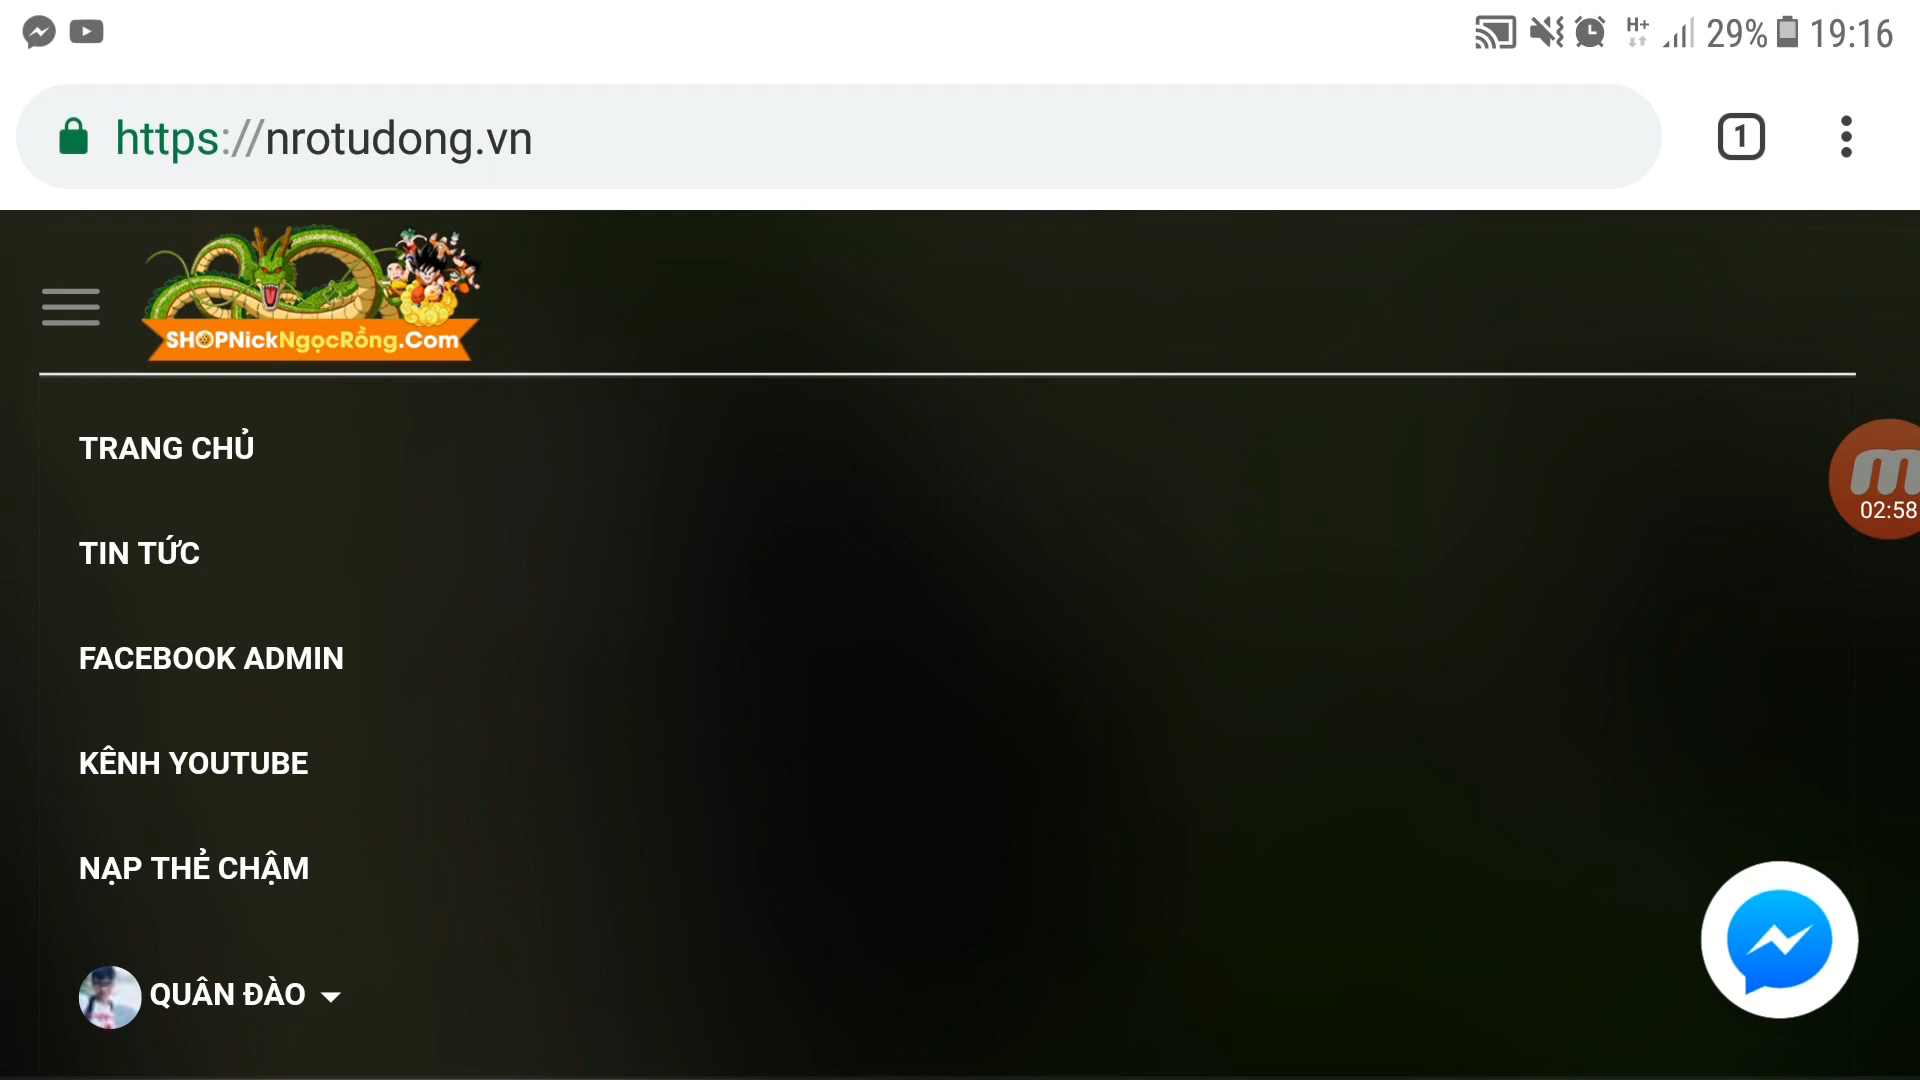 H+
29% 19:16
https://nrotudong.vn
1
SHOPNickNgọcRồng.Com
TRANG CHỦ
TIN TỨC
m
02:58
FACEBOOK ADMIN
KÊNH YOUTUBE
NẠP THẺ CHẬM
QUÂN ĐÀO